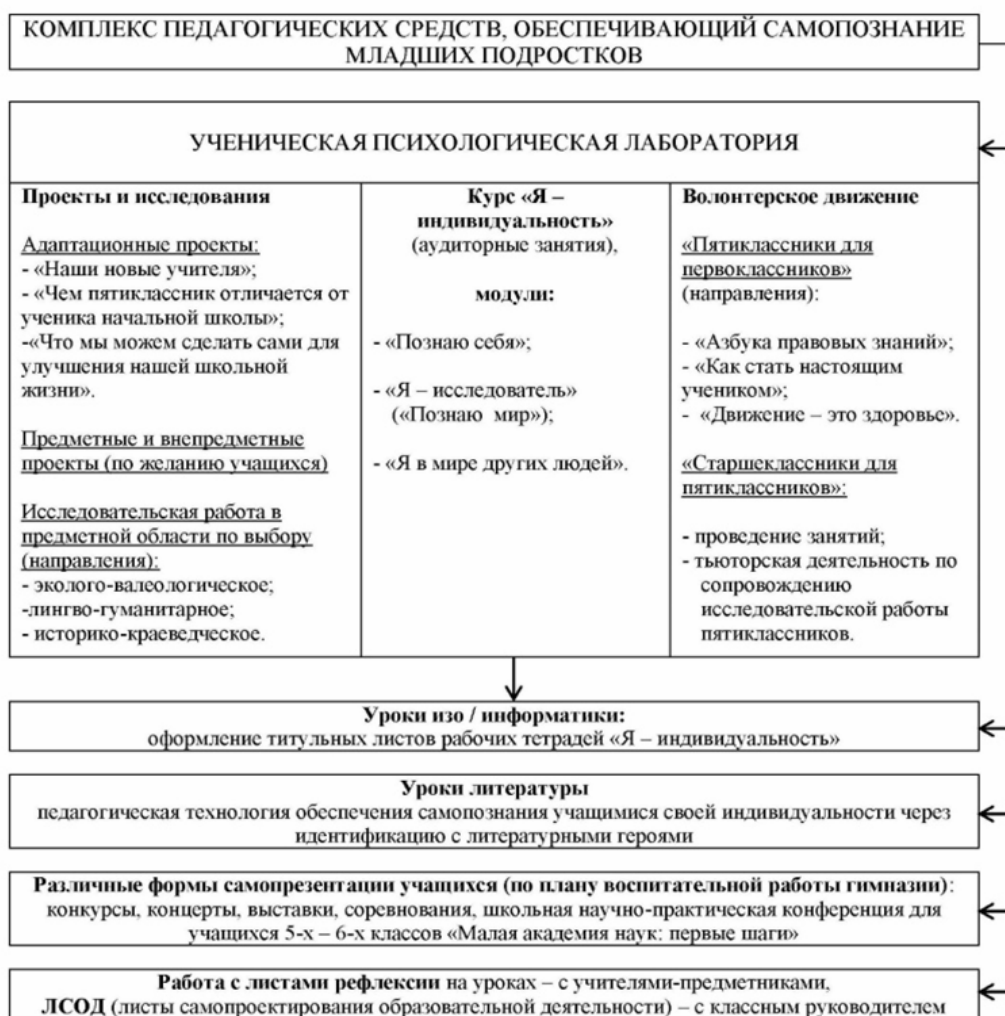 КОМПЛЕКС ПЕДАГОГИЧЕСКИХ СРЕДСТВ, ОБЕСПЕЧИВАЮЩИЙ САМОПОЗНАНИЕ
МЛАДШИХ ПОДРОСТКОВ
УЧЕНИЧЕСКАЯ ПСИХОЛОГИЧЕСКАЯ ЛАБОРАТОРИЯ
Проекты и исследования
Адаптационные проекты:
- «Наши новые учителя»;
- «Чем пятиклассник отличается от
ученика начальной школы»;
-«Что мы можем сделать сами для
улучшения нашей школьной
жизни».
Предметные и внепредметные
проекты (по желанию учащихся)
Исследовательская работа в
предметной области по выбору
(направления):
- эколого-валеологическое;
-лингво-гуманитарное;
- историко-краеведческое.
Курс «Я –
индивидуальность»
(аудиторные занятия),
модули:
- «Познаю себя»;
- «Я – исследователь»
(«Познаю мир»);
- «Я в мире других людей».
Волонтерское движение
«Пятиклассники для
первоклассников»
(направления):
- «Азбука правовых знаний»;
- «Как стать настоящим
учеником»;
- «Движение – это здоровье».
«Старшеклассники для
пятиклассников»:
- проведение занятий;
- тьюторская деятельность по
сопровождению
исследовательской работы
пятиклассников.
Уроки изо / информатики:
оформление титульных листов рабочих тетрадей «Я – индивидуальность»
Уроки литературы
педагогическая технология обеспечения самопознания учащимися своей индивидуальности через
идентификацию с литературными героями
Различные формы самопрезентации учащихся (по плану воспитательной работы гимназии):
конкурсы, концерты, выставки, соревнования, школьная научно-практическая конференция для
учащихся 5-х – 6-х классов «Малая академия наук: первые шаги»
Работа с листами рефлексии на уроках – с учителями-предметниками,
ЛСОД (листы самопроектирования образовательной деятельности) – с классным руководителем